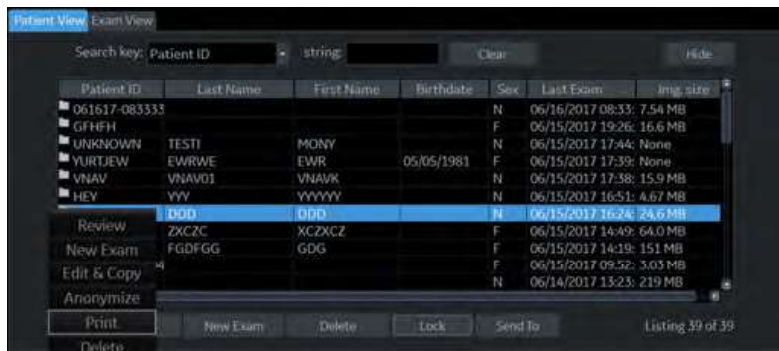 Patient View Exam View
Search key: Patient ID string: Clear Hide
Patient ID Last Name First Name Birthdate Sex Last Exam Img. size
061617-083333 N 06/16/2017 08:33: 7.54 MB
GFHFH F 06/15/2017 19:26: 16.6 MB
UNKNOWN TESTI MONY N 06/15/2017 17:44: None
YURTJEW EWRWE EWR 05/05/1981 F 06/15/2017 17:39: None
VNAV VNAV01 VNAVK N 06/15/2017 17:38: 15.9 MB
HEY YYY N 06/15/2017 16:51: 4.67 MB
DDD DDD N 06/15/2017 16:24: 24.6 MB
Review ZXCZC XCZXCZ F 06/15/2017 14:49: 64.0 MB
New Exam FGDFGG GDG F 06/15/2017 14:19: 151 MB
Edit & Copy F 06/15/2017 09:52: 3.03 MB
Anonymize N 06/14/2017 13:23: 219 MB
Print New Exam Delete Lock Send To Listing 39 of 39
Delete